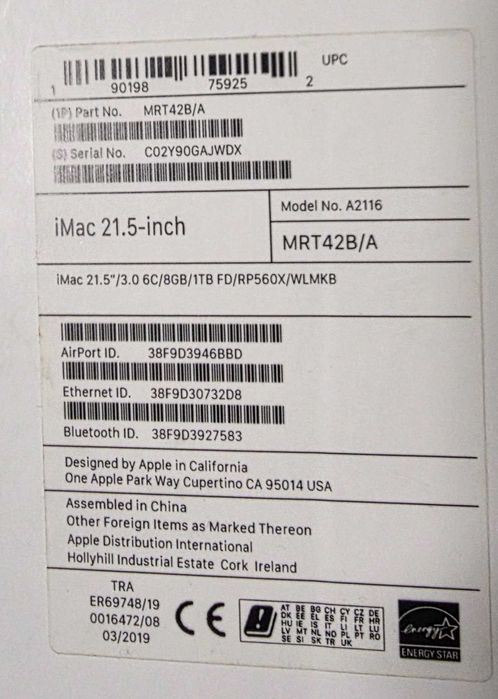 UPC
1 90198 75925 2
(1P) Part No. MRT42B/A
(S) Serial No. C02Y90GAJWDX
iMac 21.5-inch
Model No. A2116
MRT42B/A
iMac 21.5"/3.0 6C/8GB/1TB FD/RP560X/WLMKB
AirPort ID. 38F9D3946BBD
Ethernet ID. 38F9D30732D8
Bluetooth ID. 38F9D3927583
Designed by Apple in California
One Apple Park Way Cupertino CA 95014 USA
Assembled in China
Other Foreign Items as Marked Thereon
Apple Distribution International
Hollyhill Industrial Estate Cork Ireland
TRA
ER69748/19
0016472/08
03/2019
CE
AT BE BG CH CY CZ DE
DK EE EL ES FI FR HR
HU IE IS IT LI LT LU
LV MT NL NO PL PT RO
SE SI SK TR UK
energy
ENERGY STAR